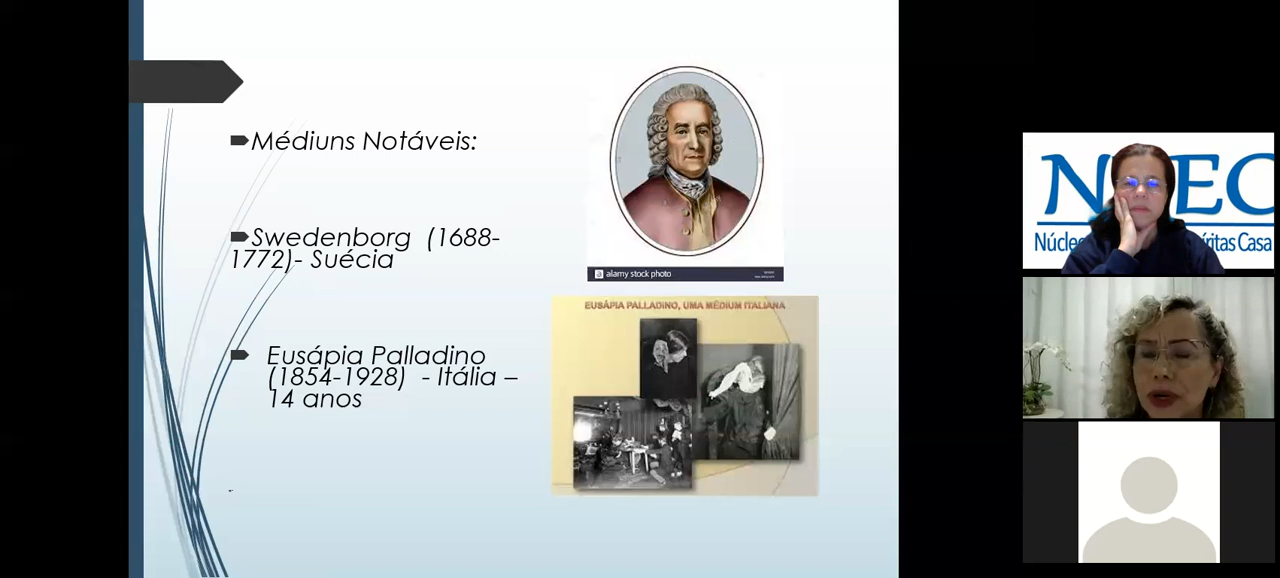 Médiuns Notáveis:
Swedenborg (1688-
1772)- Suécia
Eusápia Palladino
(1854-1928) - Itália –
14 anos
a alamy stock photo
EUSÁPIA PALLADINO, UMA MÉDIUM ITALIANA
N EC
Núcle íritas Casa